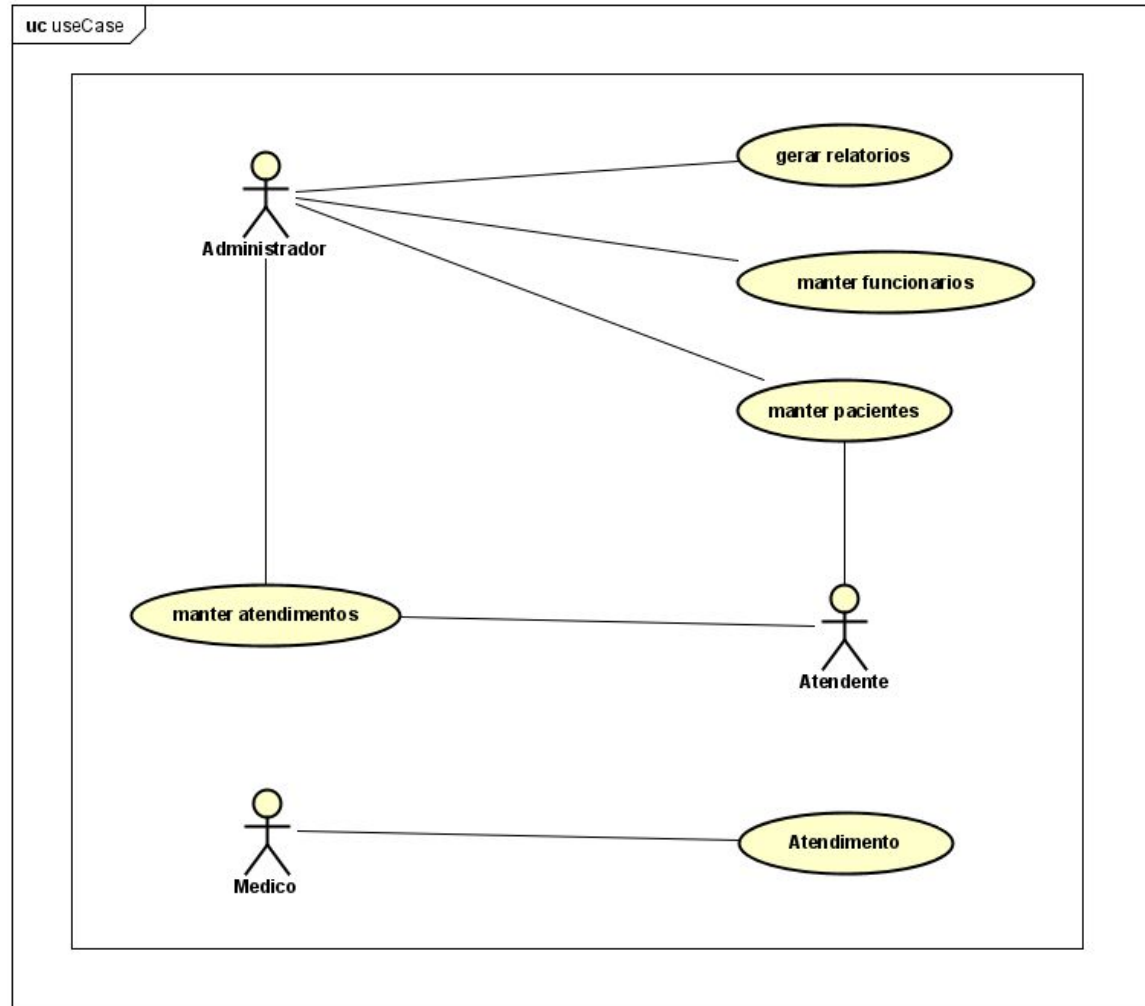 uc useCase
gerar relatorios
Administrador
manter funcionarios
manter pacientes
manter atendimentos
Atendente
Medico
Atendimento